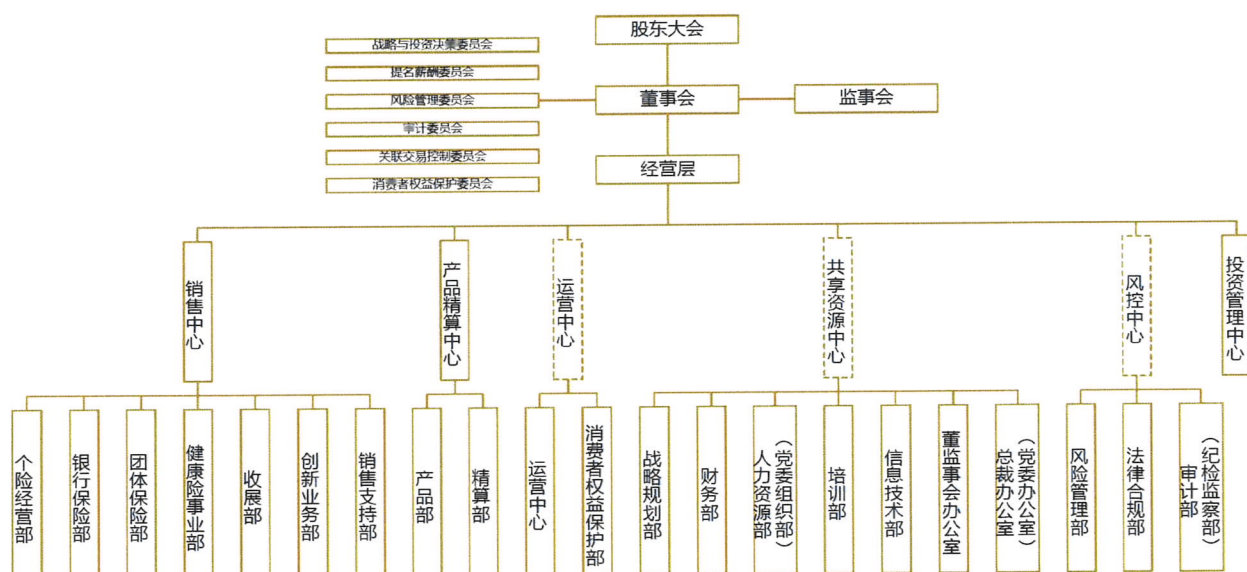 股东大会
战略与投资决策委员会
提名薪酬委员会
风险管理委员会
董事会
监事会
审计委员会
关联交易控制委员会
经营层
消费者权益保护委员会
销售中心
产品精算中心
运营中心
共享资源中心
风控中心
投资管理中心
个险经营部
银行保险部
团体保险部
健康险事业部
收展部
创新业务部
销售支持部
产品部
精算部
运营中心
消费者权益保护部
战略规划部
财务部
人力资源部
（党委组织部）
培训部
信息技术部
董监事会办公室
总裁办公室
（党委办公室）
风险管理部
法律合规部
审计部
（纪检监察部）